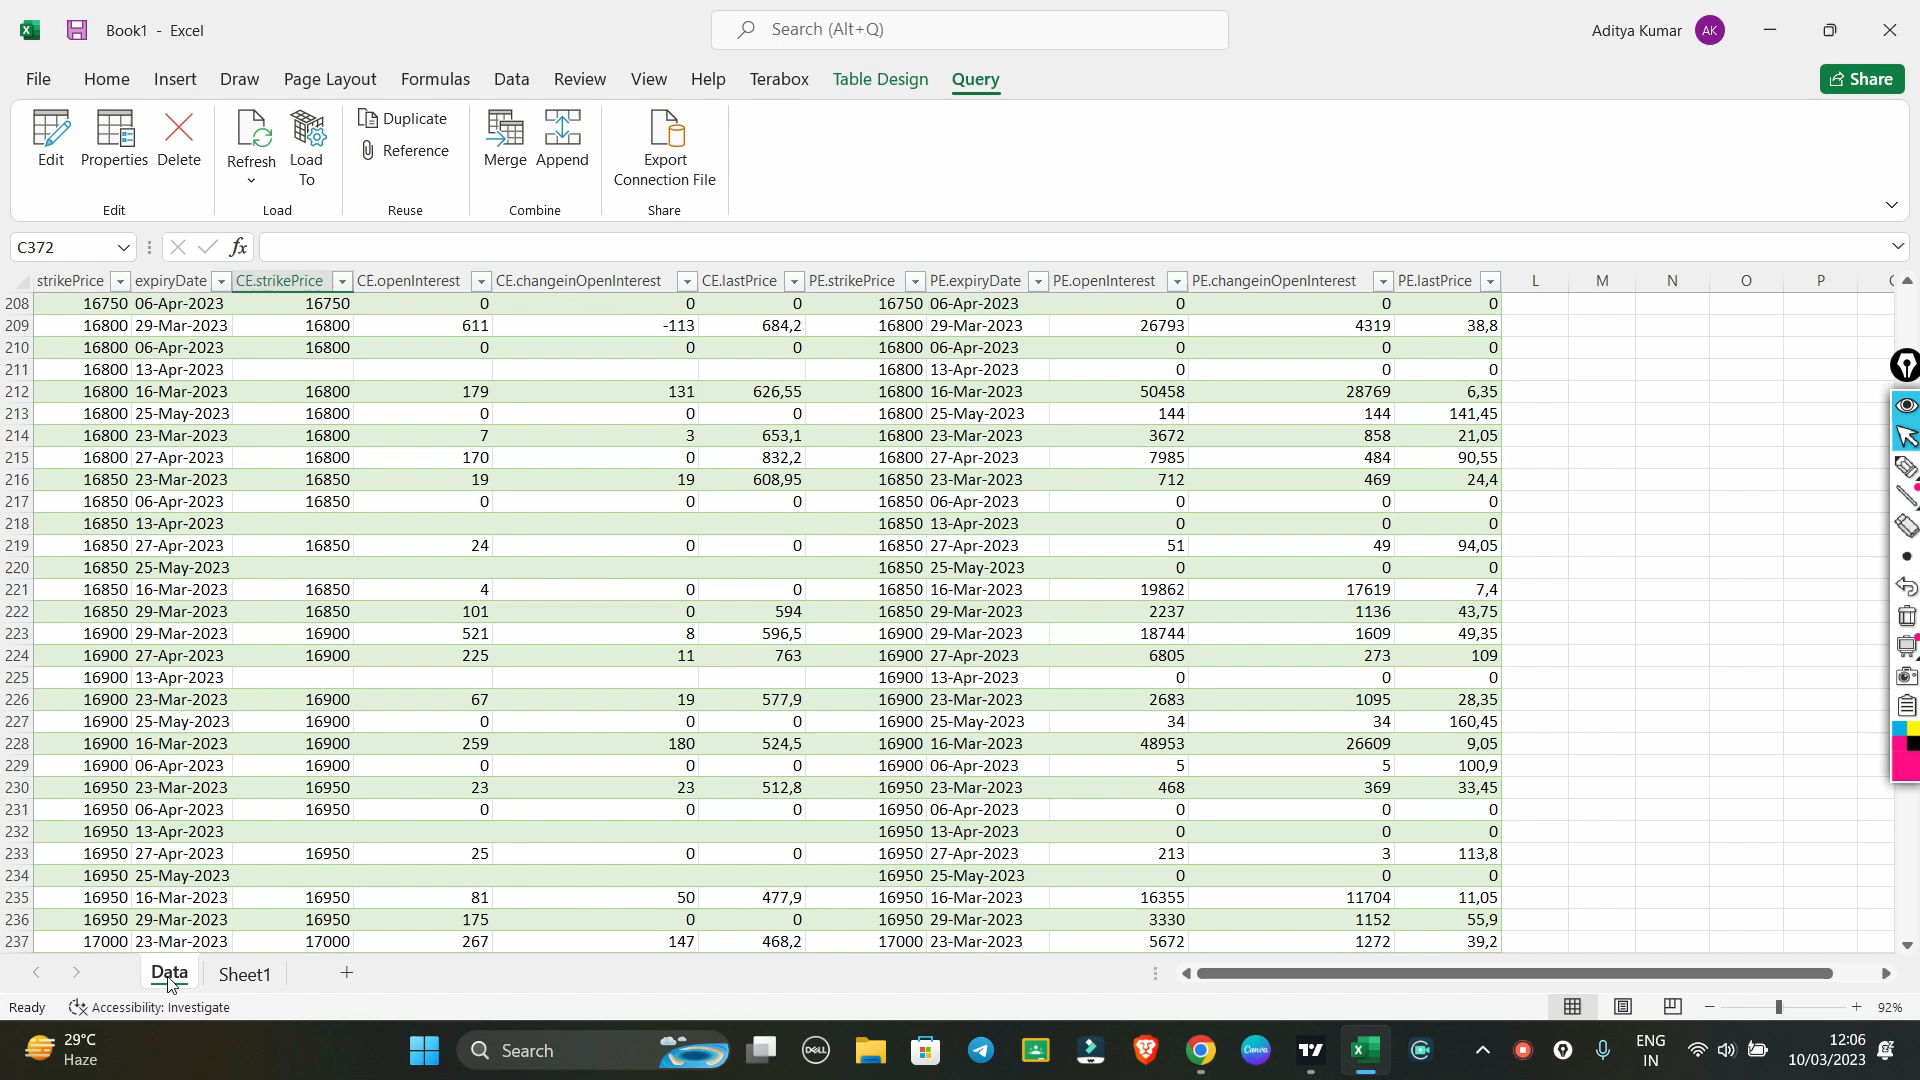 Book1 - Excel
Search (Alt+Q)
Aditya Kumar AK
File Home Insert Draw Page Layout Formulas Data Review View Help Terabox Table Design Query Share
Edit Properties Delete Refresh Load To Duplicate Reference Merge Append Export Connection File
Edit Load Reuse Combine Share
C372 fx
strikePrice expiryDate CE.strikePrice CE.openInterest CE.changeinOpenInterest CE.lastPrice PE.strikePrice PE.expiryDate PE.openInterest PE.changeinOpenInterest PE.lastPrice L M N O P
208 16750 06-Apr-2023 16750 0 0 0 16750 06-Apr-2023 0 0 0
209 16800 29-Mar-2023 16800 611 -113 684,2 16800 29-Mar-2023 26793 4319 38,8
210 16800 06-Apr-2023 16800 0 0 0 16800 06-Apr-2023 0 0 0
211 16800 13-Apr-2023 16800 13-Apr-2023 0 0 0
212 16800 16-Mar-2023 16800 179 131 626,55 16800 16-Mar-2023 50458 28769 6,35
213 16800 25-May-2023 16800 0 0 0 16800 25-May-2023 144 144 141,45
214 16800 23-Mar-2023 16800 7 3 653,1 16800 23-Mar-2023 3672 858 21,05
215 16800 27-Apr-2023 16800 170 0 832,2 16800 27-Apr-2023 7985 484 90,55
216 16850 23-Mar-2023 16850 19 19 608,95 16850 23-Mar-2023 712 469 24,4
217 16850 06-Apr-2023 16850 0 0 0 16850 06-Apr-2023 0 0 0
218 16850 13-Apr-2023 16850 13-Apr-2023 0 0 0
219 16850 27-Apr-2023 16850 24 0 0 16850 27-Apr-2023 51 49 94,05
220 16850 25-May-2023 16850 25-May-2023 0 0 0
221 16850 16-Mar-2023 16850 4 0 0 16850 16-Mar-2023 19862 17619 7,4
222 16850 29-Mar-2023 16850 101 0 594 16850 29-Mar-2023 2237 1136 43,75
223 16900 29-Mar-2023 16900 521 8 596,5 16900 29-Mar-2023 18744 1609 49,35
224 16900 27-Apr-2023 16900 225 11 763 16900 27-Apr-2023 6805 273 109
225 16900 13-Apr-2023 16900 13-Apr-2023 0 0 0
226 16900 23-Mar-2023 16900 67 19 577,9 16900 23-Mar-2023 2683 1095 28,35
227 16900 25-May-2023 16900 0 0 0 16900 25-May-2023 34 34 160,45
228 16900 16-Mar-2023 16900 259 180 524,5 16900 16-Mar-2023 48953 26609 9,05
229 16900 06-Apr-2023 16900 0 0 0 16900 06-Apr-2023 5 5 100,9
230 16950 23-Mar-2023 16950 23 23 512,8 16950 23-Mar-2023 468 369 33,45
231 16950 06-Apr-2023 16950 0 0 0 16950 06-Apr-2023 0 0 0
232 16950 13-Apr-2023 16950 13-Apr-2023 0 0 0
233 16950 27-Apr-2023 16950 25 0 0 16950 27-Apr-2023 213 3 113,8
234 16950 25-May-2023 16950 25-May-2023 0 0 0
235 16950 16-Mar-2023 16950 81 50 477,9 16950 16-Mar-2023 16355 11704 11,05
236 16950 29-Mar-2023 16950 175 0 0 16950 29-Mar-2023 3330 1152 55,9
237 17000 23-Mar-2023 17000 267 147 468,2 17000 23-Mar-2023 5672 1272 39,2
Data Sheet1
Ready Accessibility: Investigate 92%
29°C
Haze
Search
DELL
Canva
ENG
IN
12:06
10/03/2023